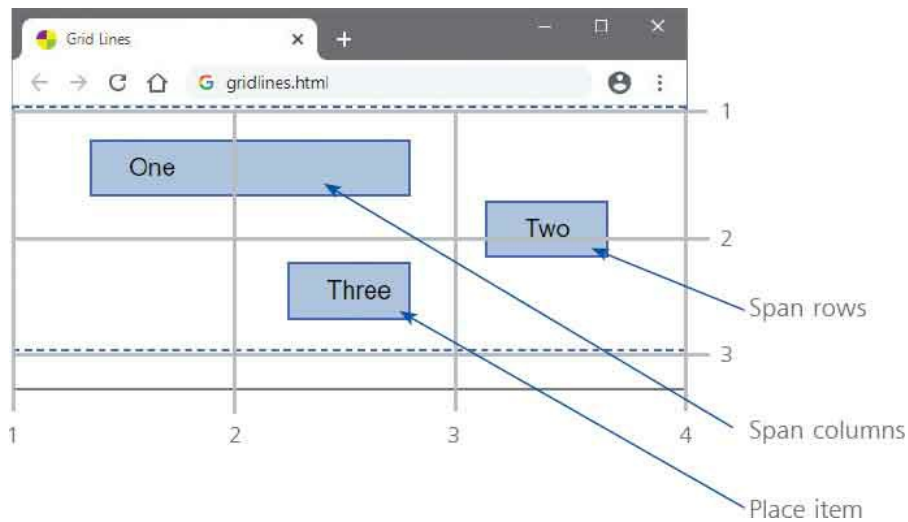 Grid Lines
gridlines.html
1
One
Two
2
Three
Span rows
3
1 2 3 4
Span columns
Place item